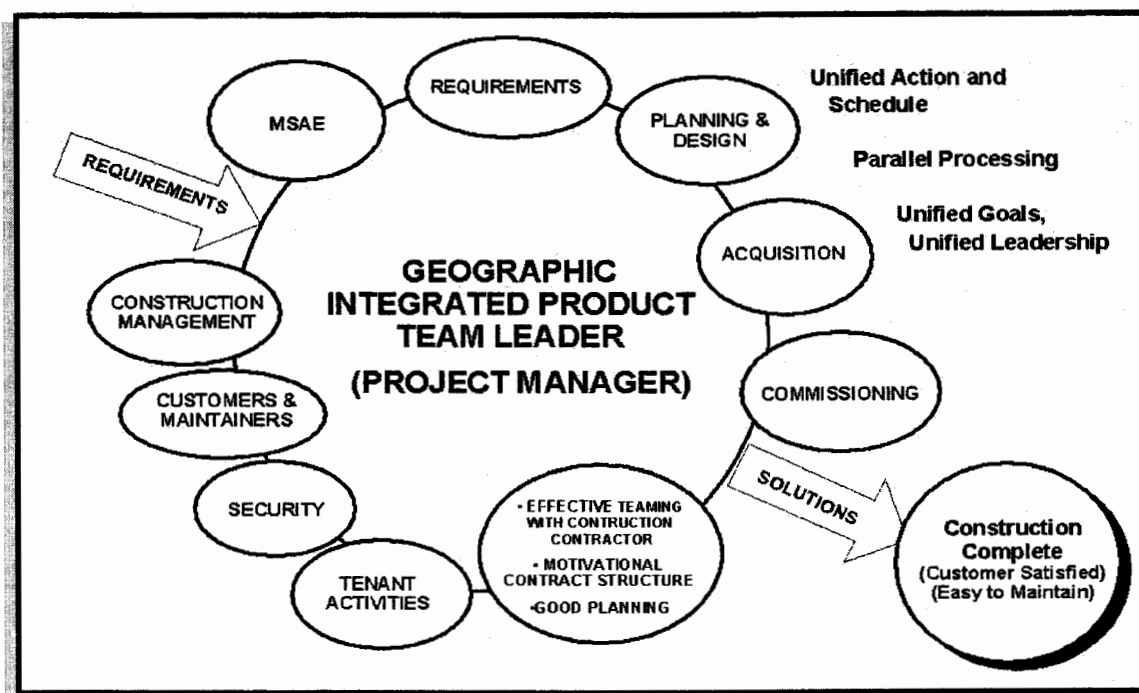 REQUIREMENTS
MSAE
REQUIREMENTS
PLANNING &
DESIGN
Unified Action and
Schedule
Parallel Processing
Unified Goals,
Unified Leadership
ACQUISITION
GEOGRAPHIC
INTEGRATED PRODUCT
TEAM LEADER
(PROJECT MANAGER)
CONSTRUCTION
MANAGEMENT
CUSTOMERS &
MAINTAINERS
COMMISSIONING
SECURITY
TENANT
ACTIVITIES
• EFFECTIVE TEAMING
WITH CONTRUCTION
CONTRACTOR
• MOTIVATIONAL
CONTRACT STRUCTURE
•GOOD PLANNING
SOLUTIONS
Construction
Complete
(Customer Satisfied)
(Easy to Maintain)